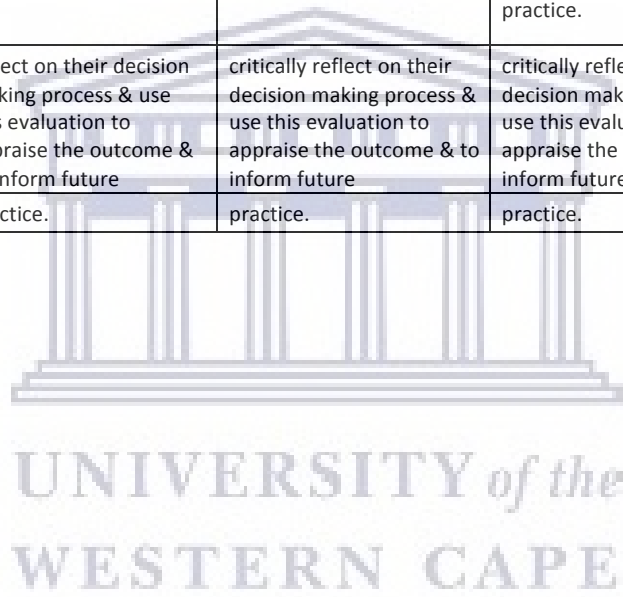 practice.
ect on their decision
king process & use
s evaluation to
praise the outcome &
inform future
ctice.
critically reflect on their
decision making process &
use this evaluation to
appraise the outcome & to
inform future
practice.
critically refle
decision mak
use this evalu
appraise the
inform future
practice.
UNIVERSITY of the
WESTERN CAPE